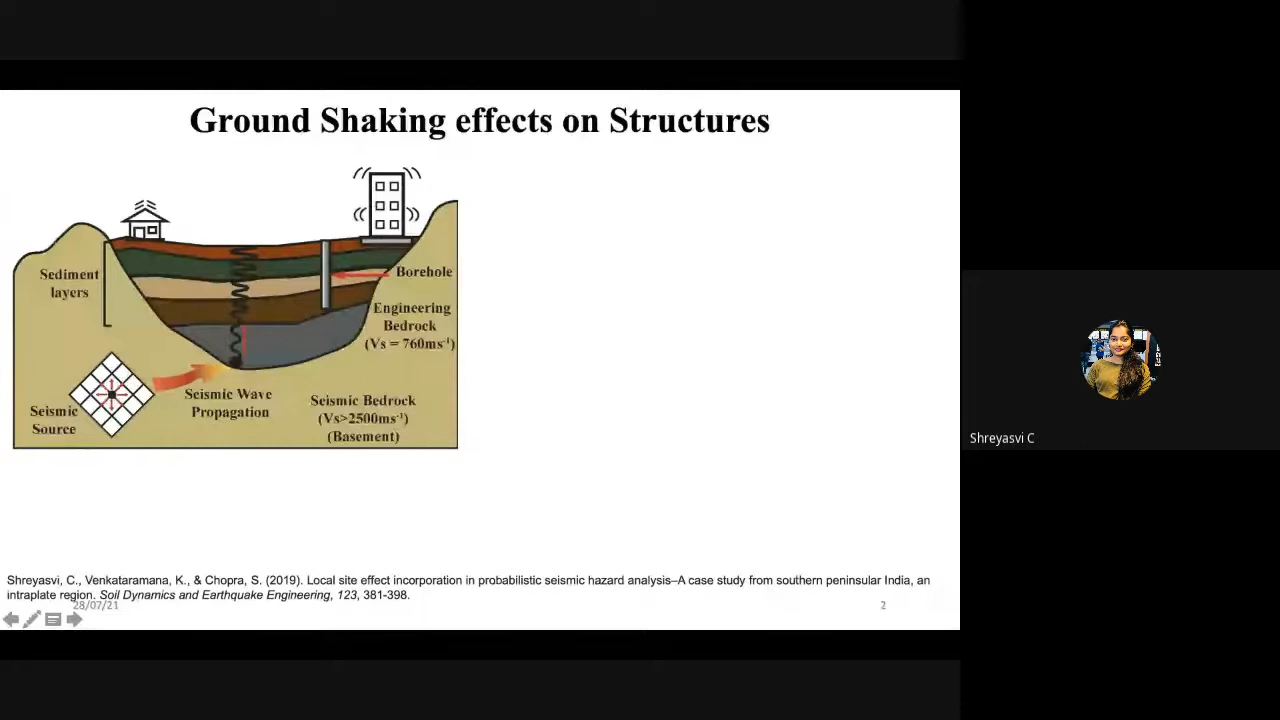 Ground Shaking effects on Structures
Sediment
layers
Borehole
Engineering
Bedrock
(Vs = 760ms⁻¹)
Seismic Wave
Propagation
Seismic Bedrock
(Vs>2500ms⁻¹)
(Basement)
Seismic
Source
Shreyasvi, C., Venkataramana, K., & Chopra, S. (2019). Local site effect incorporation in probabilistic seismic hazard analysis–A case study from southern peninsular India, an
intraplate region. Soil Dynamics and Earthquake Engineering, 123, 381-398.
28/07/21
2
Shreyasvi C